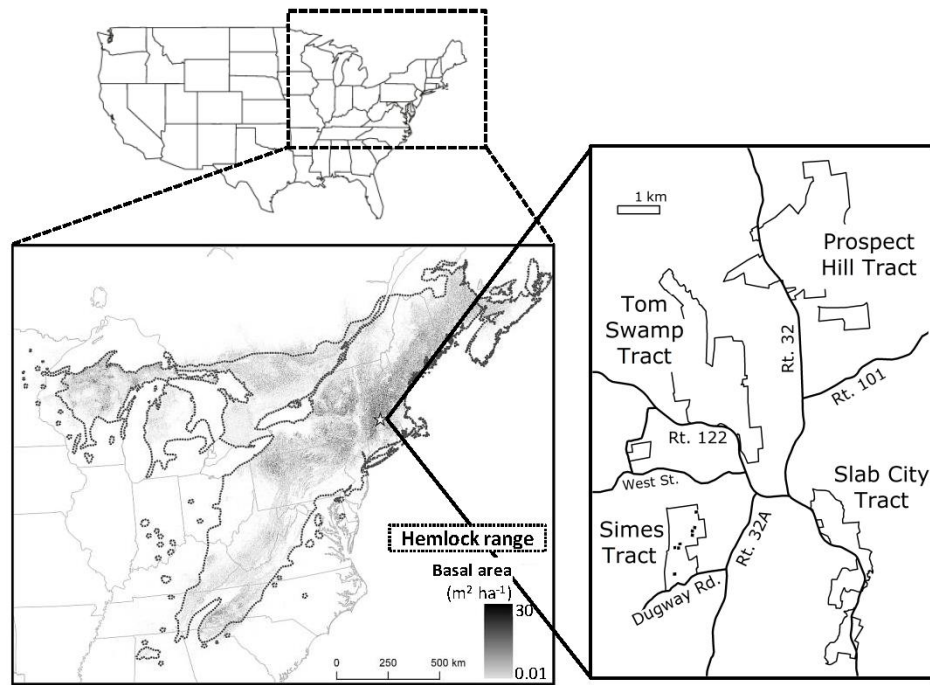 1 km
Prospect
Hill Tract
Tom
Swamp
Tract
Rt. 32
Rt. 101
Rt. 122
West St.
Slab City
Tract
Simes
Tract
Rt. 32A
Dugway Rd.
Hemlock range
Basal area
(m² ha⁻¹)
30
0.01
0 250 500 km